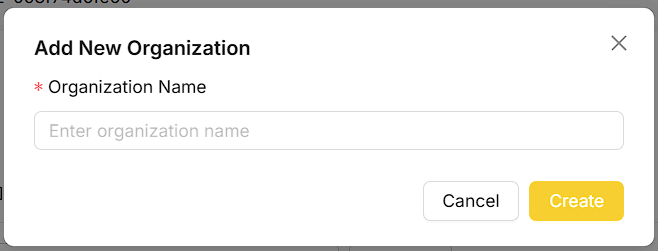 Add New Organization
* Organization Name
Enter organization name
Cancel
Create